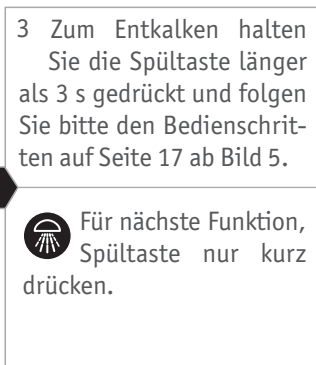 3 Zum Entkalken halten
Sie die Spültaste länger
als 3 s gedrückt und folgen
Sie bitte den Bedienschrit-
ten auf Seite 17 ab Bild 5.
Für nächste Funktion,
Spültaste nur kurz
drücken.